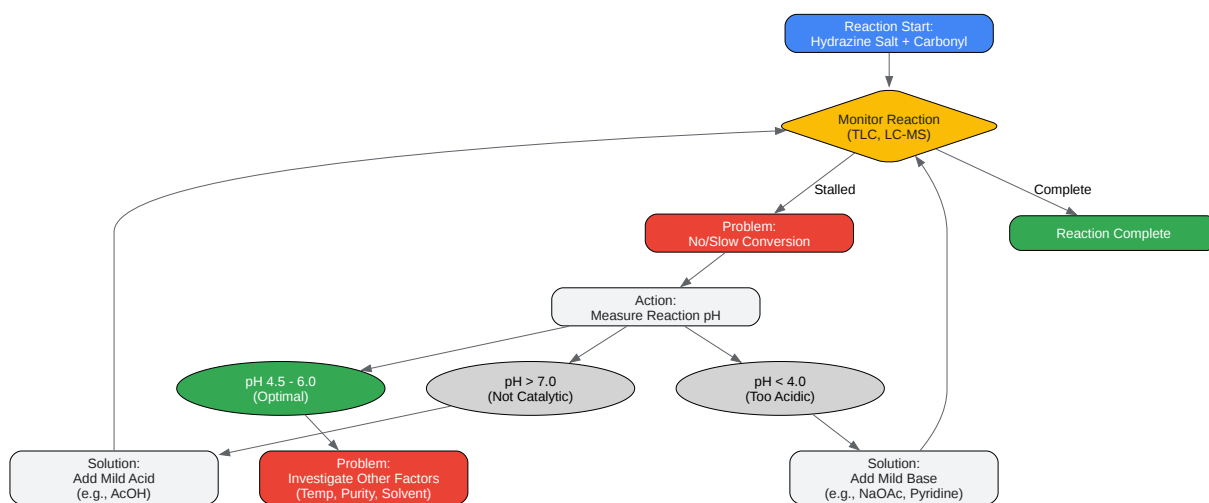 Reaction Start:
Hydrazine Salt + Carbonyl
Monitor Reaction
(TLC, LC-MS)
Stalled
Complete
Problem:
No/Slow Conversion
Reaction Complete
Action:
Measure Reaction pH
pH 4.5 - 6.0
(Optimal)
pH > 7.0
(Not Catalytic)
pH < 4.0
(Too Acidic)
Solution:
Add Mild Acid
(e.g., AcOH)
Problem:
Investigate Other Factors
(Temp, Purity, Solvent)
Solution:
Add Mild Base
(e.g., NaOAc, Pyridine)